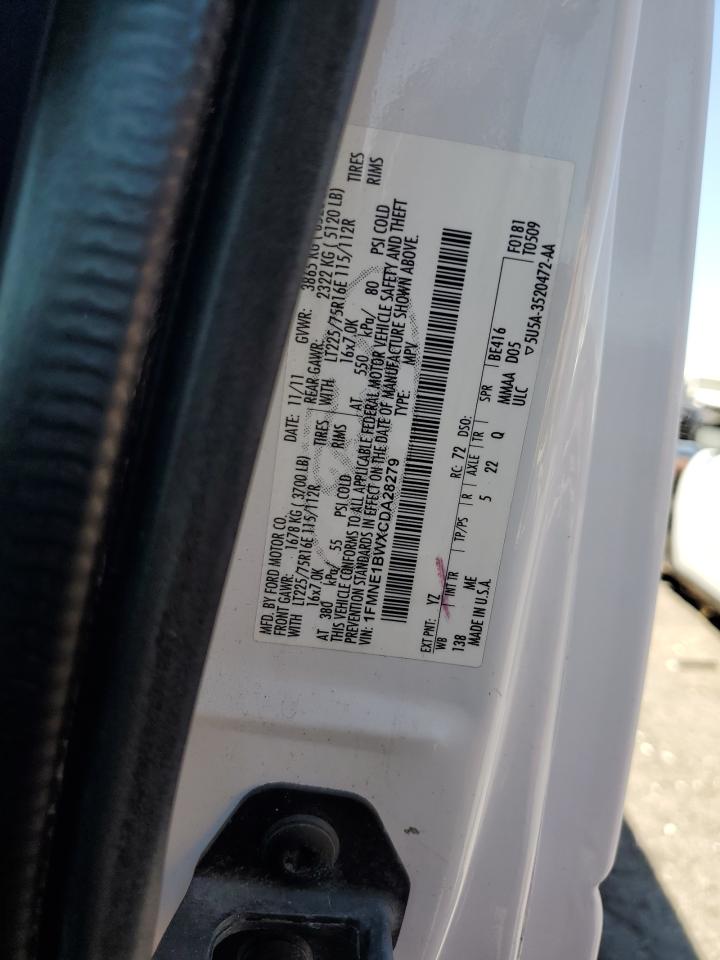 MFD. BY FORD MOTOR CO.
DATE: 11/11
GVWR: 3865 KG
FRONT GAWR: 1678 KG ( 3700 LB)
REAR GAWR: 2322 KG ( 5120 LB)
WITH LT225/75R16E 115/112R TIRES
WITH LT225/75R16E 115/112R TIRES
16x7.0K RIMS
16x7.0K RIMS
AT 380 kPa/ 55 PSI COLD
AT 550 kPa/ 80 PSI COLD
THIS VEHICLE CONFORMS TO ALL APPLICABLE FEDERAL MOTOR VEHICLE SAFETY AND THEFT
PREVENTION STANDARDS IN EFFECT ON THE DATE OF MANUFACTURE SHOWN ABOVE.
VIN: 1FMNE1BWXCDA28279
TYPE: MPV
F0181
T0509
EXT PNT: YZ RC: 72 DSO:
WB INT TR TP/PS R AXLE TR SPR BE416
138 ME 5 22 Q MMAA D05
MADE IN U.S.A. ULC
▽5U5A-3520472-AA